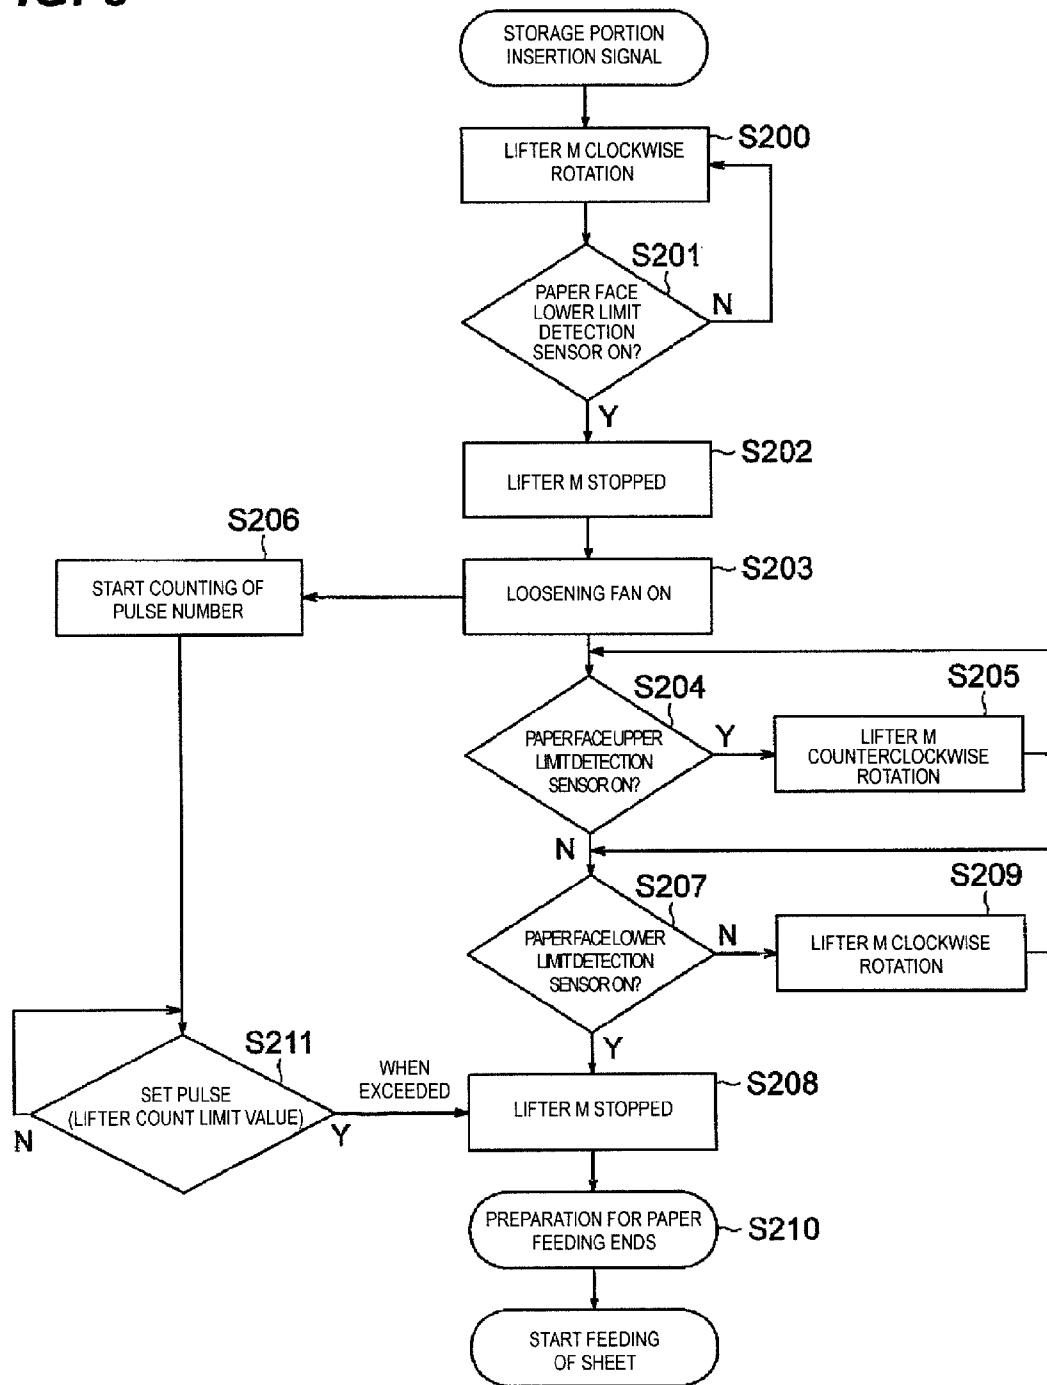 STORAGE PORTION
INSERTION SIGNAL
S200
LIFTER M CLOCKWISE
ROTATION
S201
PAPER FACE
LOWER LIMIT
DETECTION
SENSOR ON?
N
Y
S202
LIFTER M STOPPED
S206
START COUNTING OF
PULSE NUMBER
S203
LOOSENING FAN ON
S204
PAPER FACE UPPER
LIMIT DETECTION
SENSOR ON?
Y
S205
LIFTER M
COUNTERCLOCKWISE
ROTATION
N
S207
PAPER FACE LOWER
LIMIT DETECTION
SENSOR ON?
N
S209
LIFTER M CLOCKWISE
ROTATION
Y
S211
SET PULSE
(LIFTER COUNT LIMIT VALUE)
N
Y
WHEN
EXCEEDED
S208
LIFTER M STOPPED
PREPARATION FOR PAPER
FEEDING ENDS
S210
START FEEDING
OF SHEET